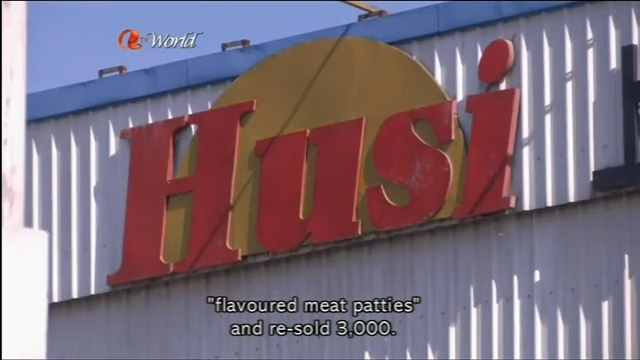 World
Husi
"flavoured meat patties"
and re-sold 3,000.